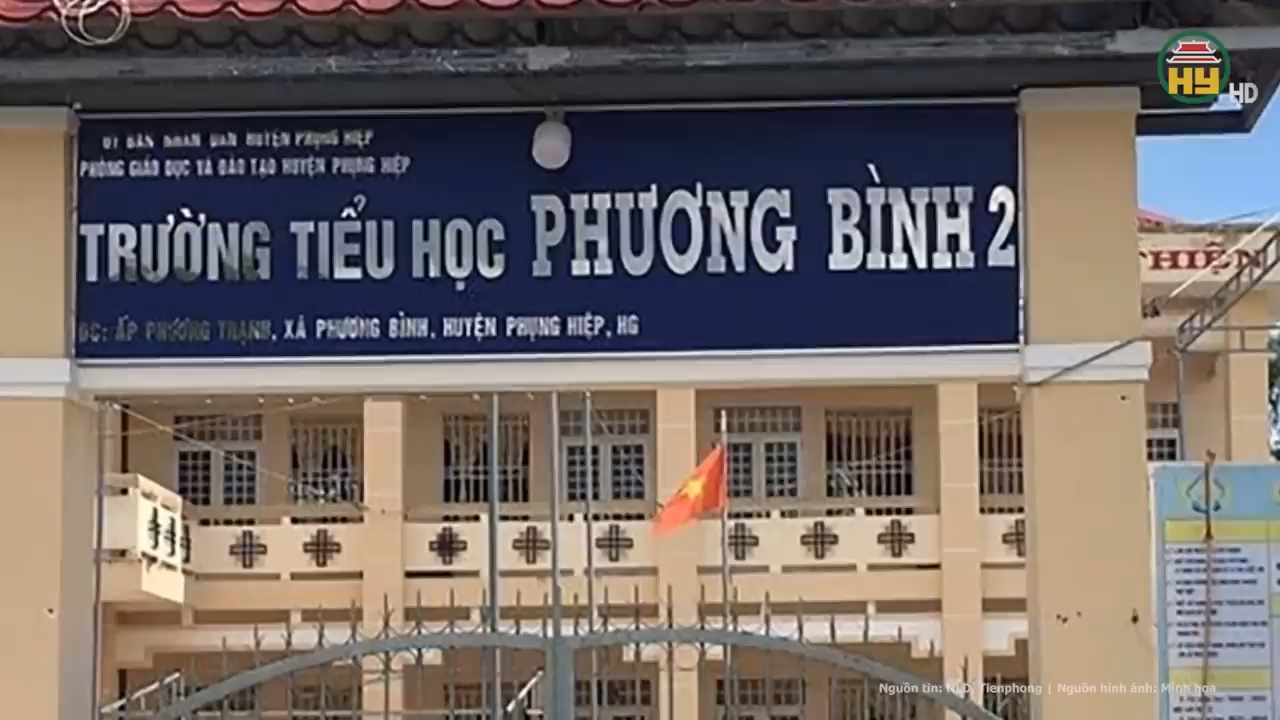 HY HD
ỦY BAN NHÂN DÂN HUYỆN PHỤNG HIỆP
PHÒNG GIÁO DỤC VÀ ĐÀO TẠO HUYỆN PHỤNG HIỆP
TRƯỜNG TIỂU HỌC PHƯƠNG BÌNH 2
ĐC: ẤP PHƯƠNG THẠNH, XÃ PHƯƠNG BÌNH, HUYỆN PHỤNG HIỆP, HG
THIỆN
Nguồn tin: NLD, Tienphong | Nguồn hình ảnh: Minh họa